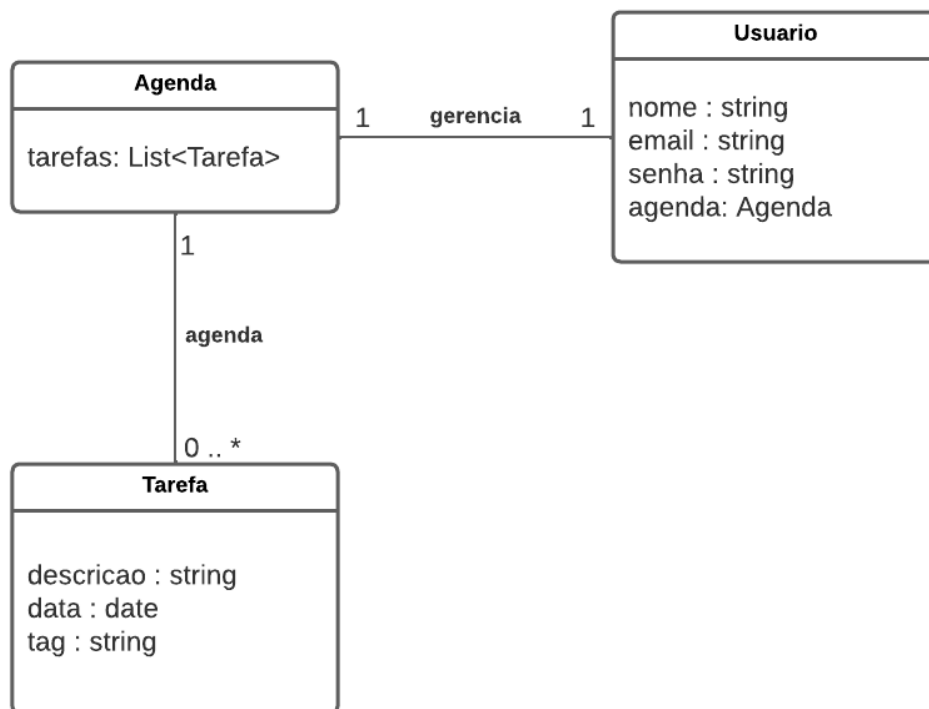 Agenda
tarefas: List<Tarefa>
1
gerencia
1
Usuario
nome : string
email : string
senha : string
agenda: Agenda
1
agenda
0 .. *
Tarefa
descricao : string
data : date
tag : string